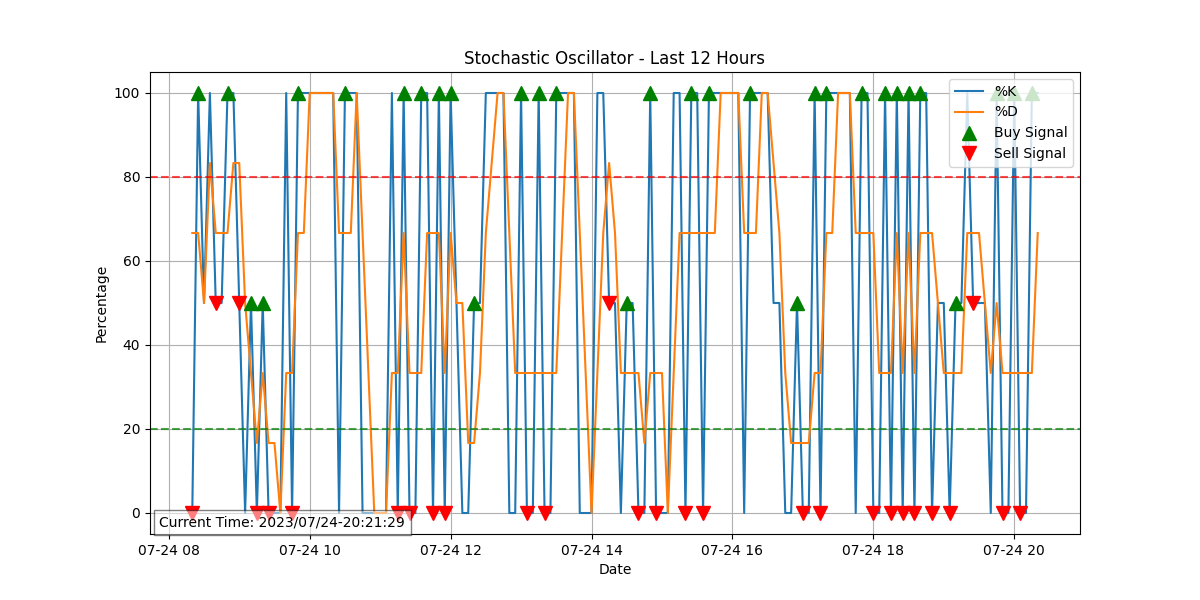 Stochastic Oscillator - Last 12 Hours
100
80
60
40
20
0
Percentage
%K
%D
Buy Signal
Sell Signal
Current Time: 2023/07/24-20:21:29
07-24 08
07-24 10
07-24 12
07-24 14
07-24 16
07-24 18
07-24 20
Date